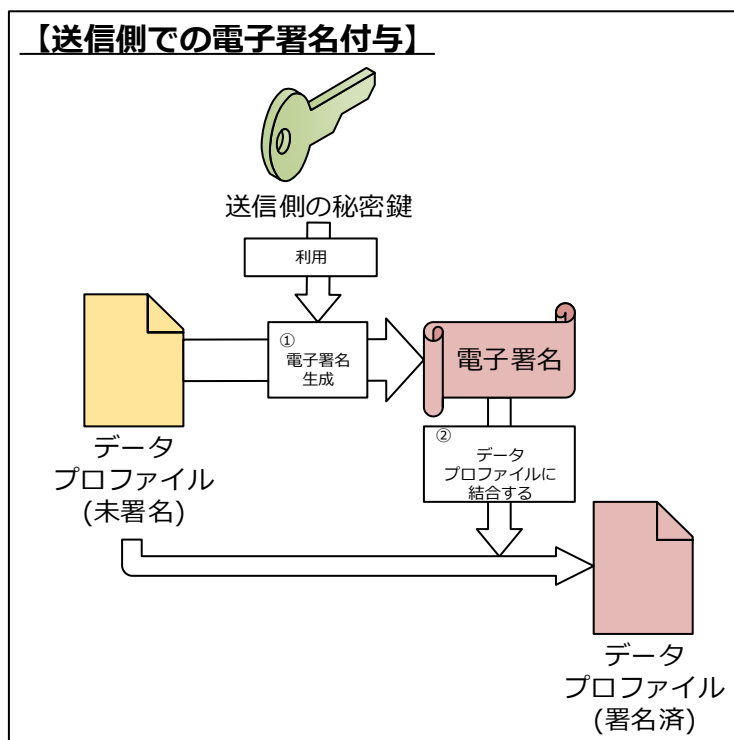 【送信側での電子署名付与】
送信側の秘密鍵
利用
①
電子署名
生成
電子署名
データ
プロファイル
(未署名)
②
データ
プロファイルに
結合する
データ
プロファイル
(署名済)